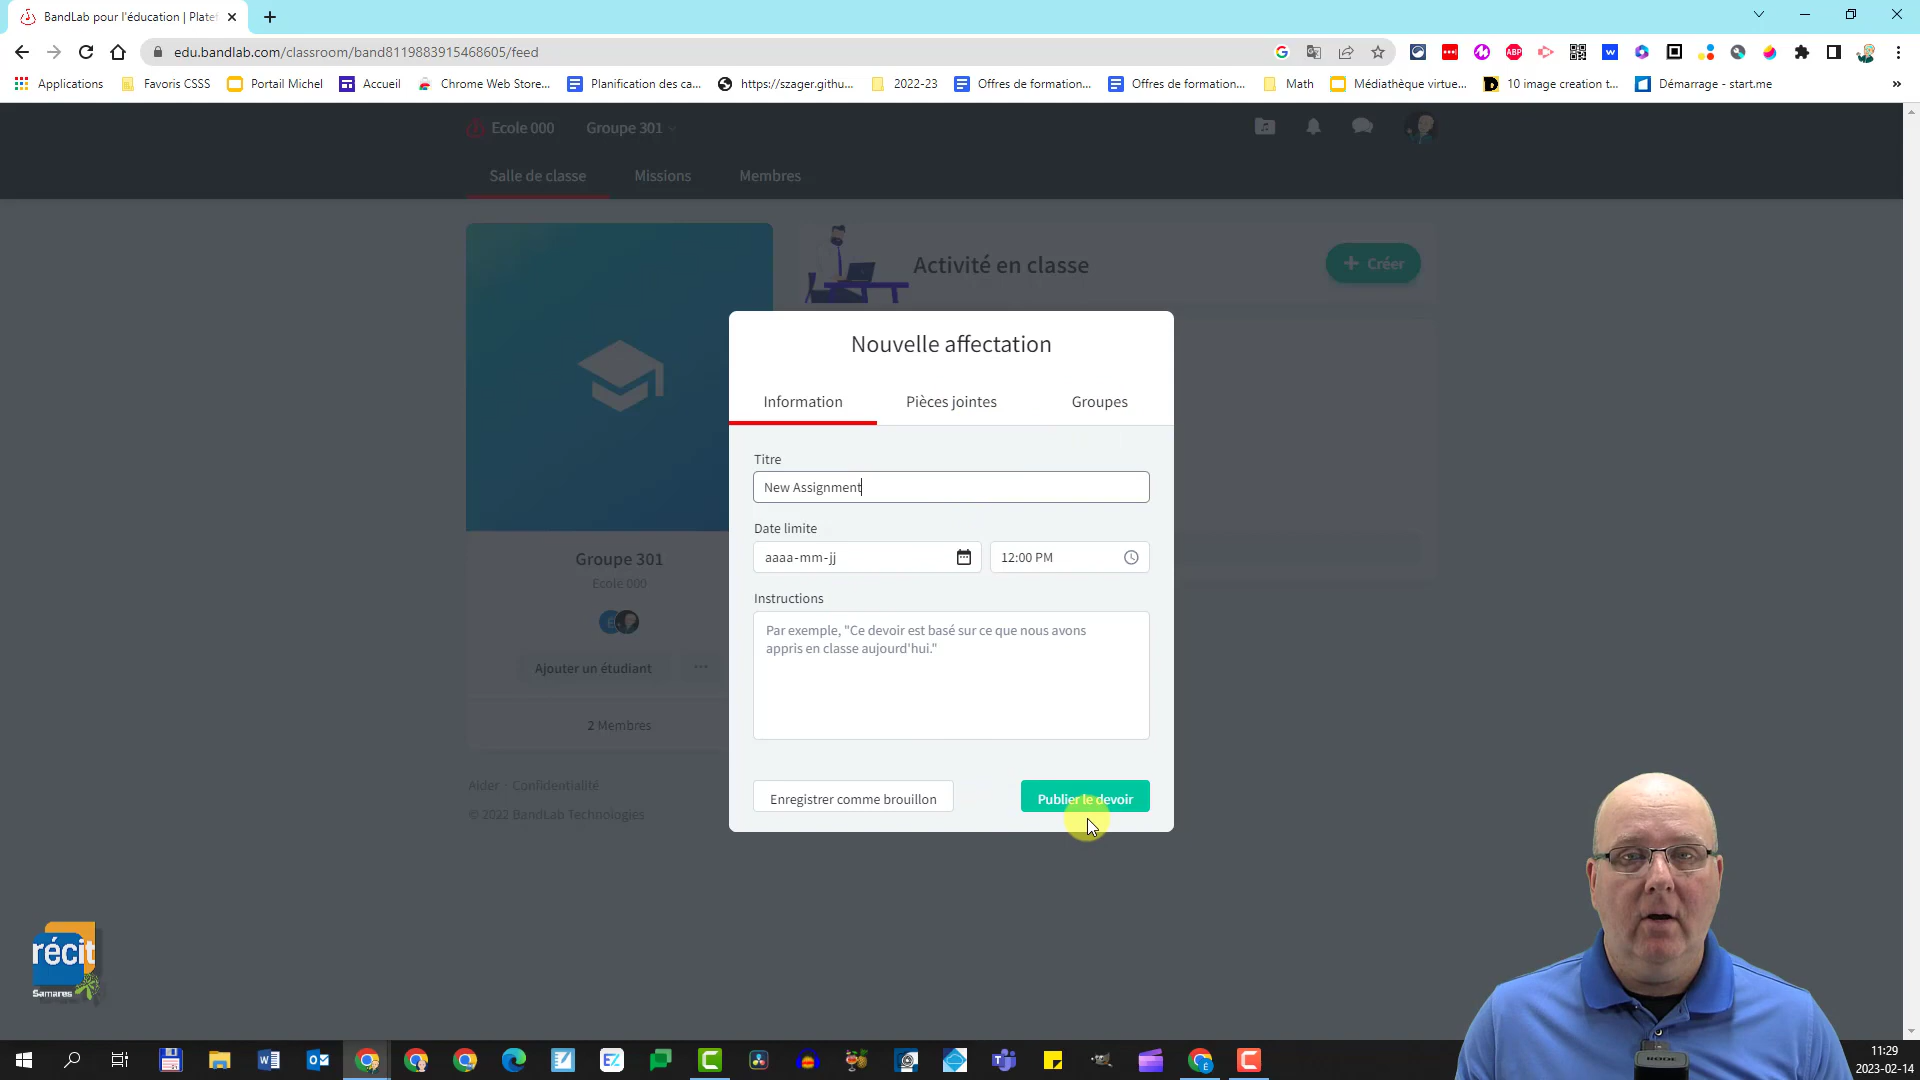 BandLab pour l'éducation | Platef
edu.bandlab.com/classroom/band8119883915468605/feed
Applications
Favoris CSSS
Portail Michel
Accueil
Chrome Web Store...
Planification des ca...
https://szager.githu...
2022-23
Offres de formation...
Offres de formation...
Math
Médiathèque virtue...
10 image creation t...
Démarrage - start.me
»
Ecole 000
Groupe 301
Salle de classe
Missions
Membres
Activité en classe
+ Créer
Nouvelle affectation
Information
Pièces jointes
Groupes
Titre
New Assignment
Date limite
aaaa-mm-jj
12:00 PM
Instructions
Par exemple, "Ce devoir est basé sur ce que nous avons
appris en classe aujourd'hui."
Enregistrer comme brouillon
Publier le devoir
Groupe 301
Ecole 000
Ajouter un étudiant
...
2 Membres
Aider · Confidentialité
© 2022 BandLab Technologies
récit
Samares
RODE
11:29
2023-02-14